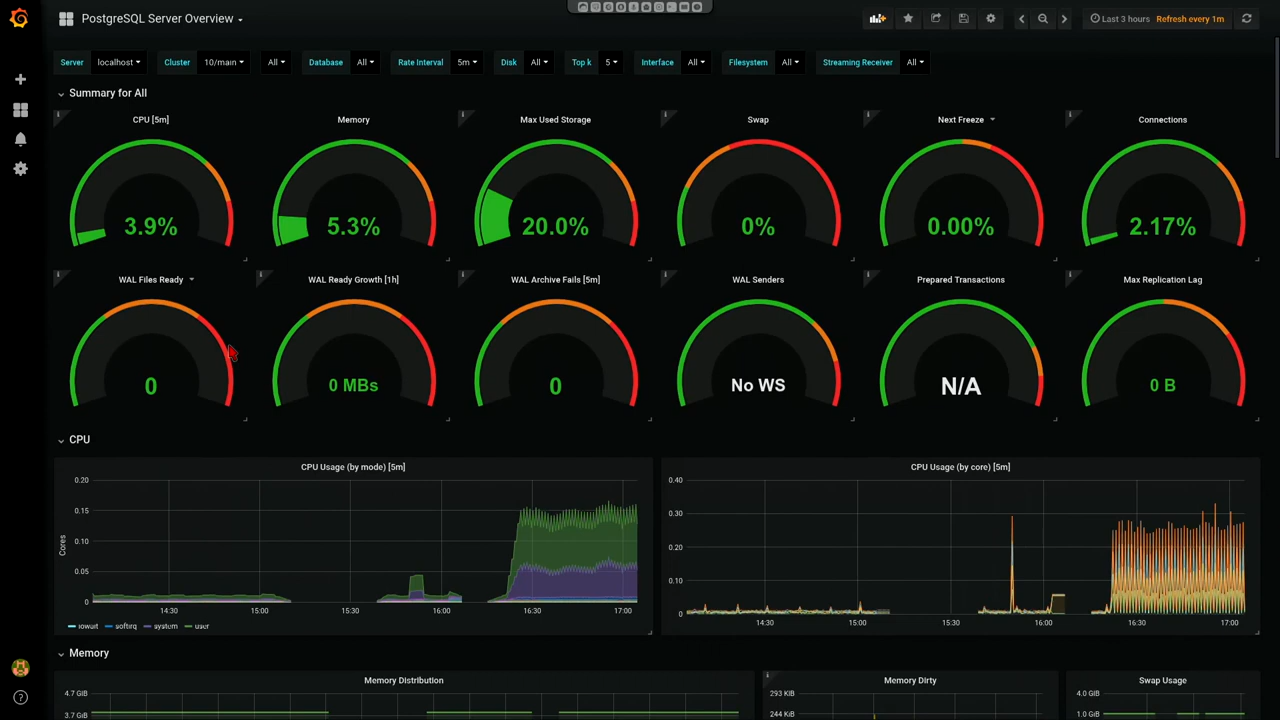 PostgreSQL Server Overview
Last 3 hours Refresh every 1m
Server localhost Cluster 10/main All Database All Rate Interval 5m Disk All Top k 5 Interface All Filesystem All Streaming Receiver All
Summary for All
CPU [5m] Memory Max Used Storage Swap Next Freeze Connections
3.9% 5.3% 20.0% 0% 0.00% 2.17%
WAL Files Ready WAL Ready Growth [1h] WAL Archive Fails [5m] WAL Senders Prepared Transactions Max Replication Lag
0 0 MBs 0 No WS N/A 0 B
CPU
CPU Usage (by mode) [5m]
0.20
0.15
0.10
0.05
0
Cores
14:30 15:00 15:30 16:00 16:30 17:00
iowait softirq system user
CPU Usage (by core) [5m]
0.40
0.30
0.20
0.10
0
14:30 15:00 15:30 16:00 16:30 17:00
Memory
Memory Distribution Memory Dirty Swap Usage
4.7 GiB 293 KiB 4.0 GiB
3.7 GiB 244 KiB 1.0 GiB